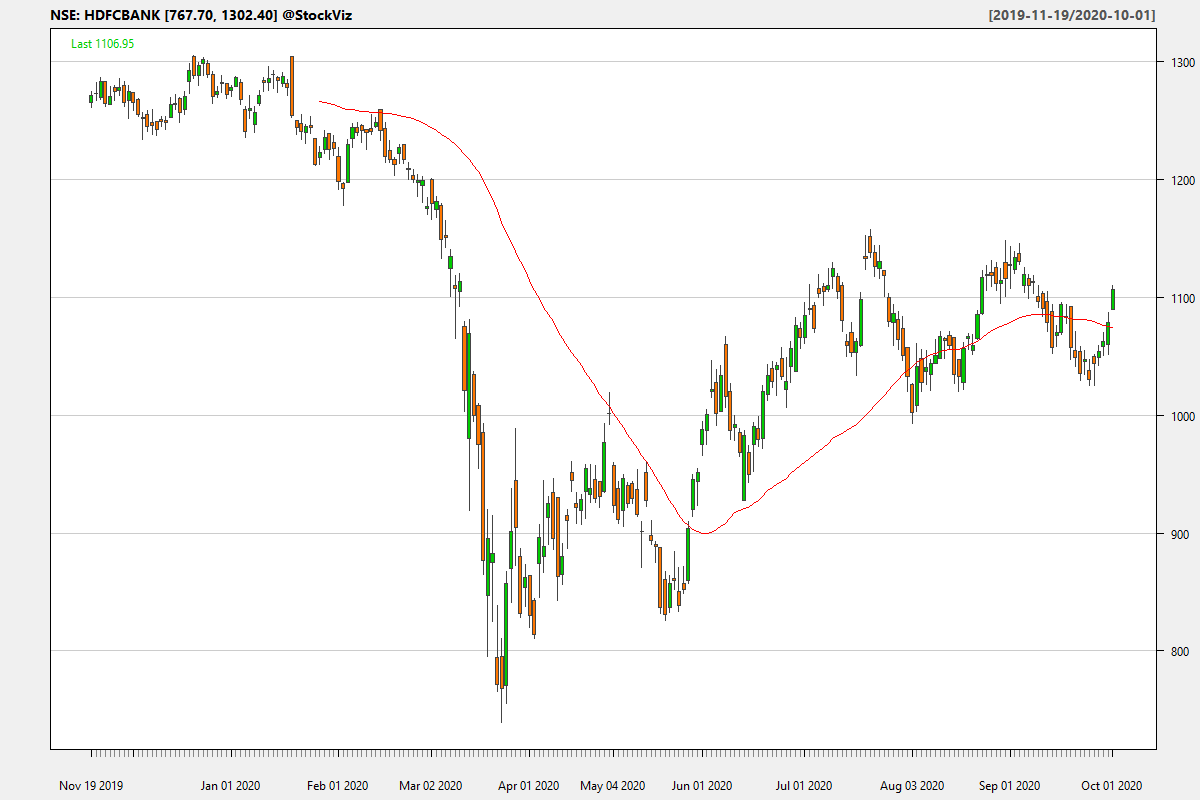 NSE: HDFCBANK [767.70, 1302.40] @StockViz
[2019-11-19/2020-10-01]
Last 1106.95
1300
1200
1100
1000
900
800
Nov 19 2019
Jan 01 2020
Feb 01 2020
Mar 02 2020
Apr 01 2020
May 04 2020
Jun 01 2020
Jul 01 2020
Aug 03 2020
Sep 01 2020
Oct 01 2020